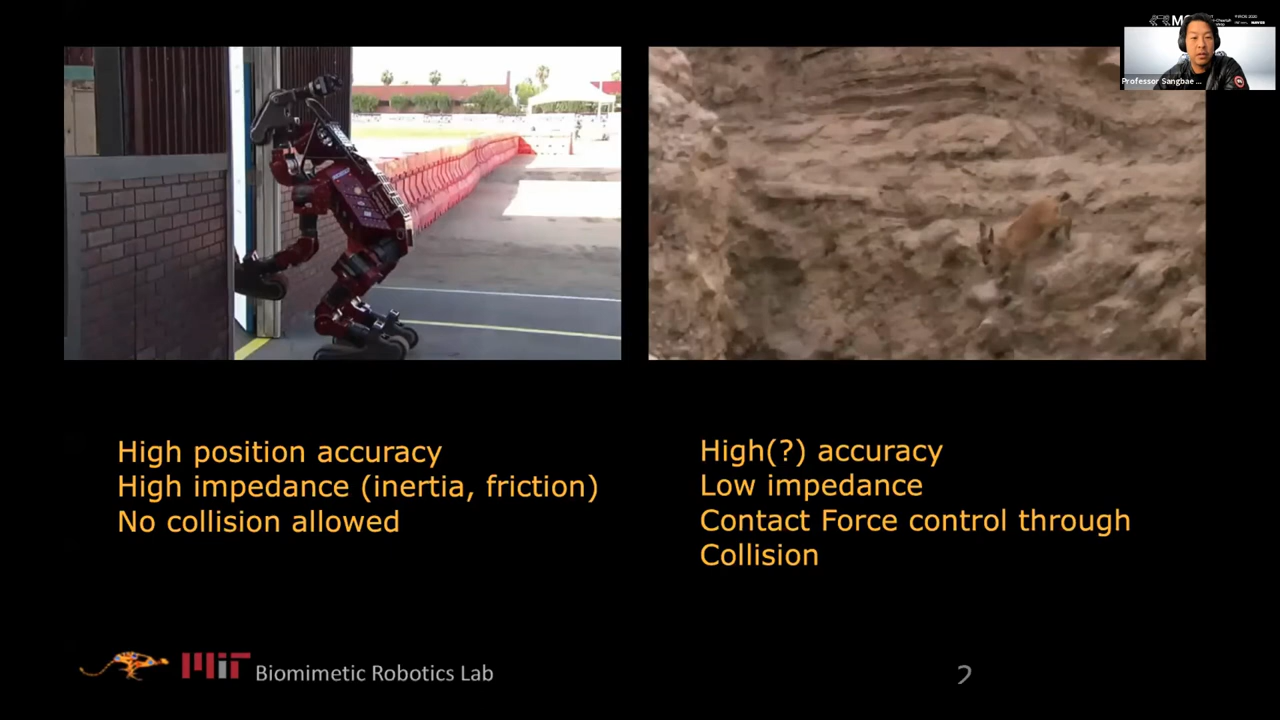 Professor Sangbae ...
High position accuracy
High impedance (inertia, friction)
No collision allowed
High(?) accuracy
Low impedance
Contact Force control through
Collision
MIT Biomimetic Robotics Lab
2